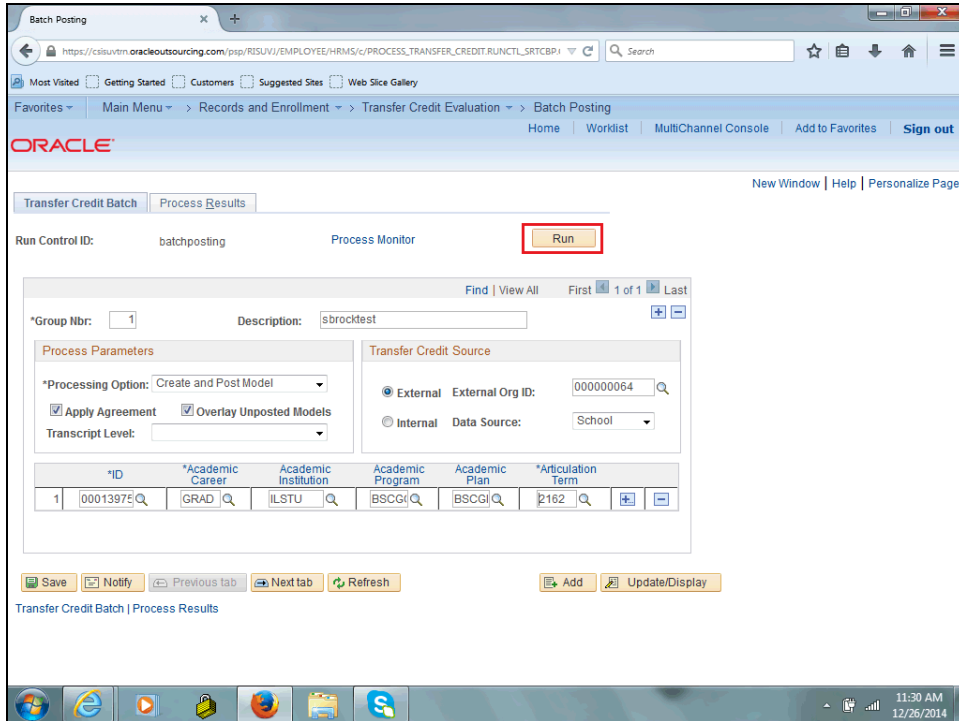 Batch Posting
https://csisuvtrn.oracleoutsourcing.com/psp/RISUVJ/EMPLOYEE/HRMS/c/PROCESS_TRANSFER_CREDIT.RUNCTL_SRTCBP.
Search
Most Visited Getting Started Customers Suggested Sites Web Slice Gallery
Favorites Main Menu > Records and Enrollment > Transfer Credit Evaluation > Batch Posting
Home Worklist MultiChannel Console Add to Favorites Sign out
ORACLE
New Window | Help | Personalize Page
Transfer Credit Batch Process Results
Run Control ID: batchposting Process Monitor Run
Find | View All First 1 of 1 Last
*Group Nbr: 1 Description: sbrocktest
Process Parameters Transfer Credit Source
*Processing Option: Create and Post Model
External External Org ID: 000000064
Apply Agreement Overlay Unposted Models
Internal Data Source: School
Transcript Level:
*ID *Academic Career Academic Institution Academic Program Academic Plan *Articulation Term
1 00013975 GRAD ILSTU BSCG BSCG 2162
Save Notify Previous tab Next tab Refresh Add Update/Display
Transfer Credit Batch | Process Results
11:30 AM
12/26/2014